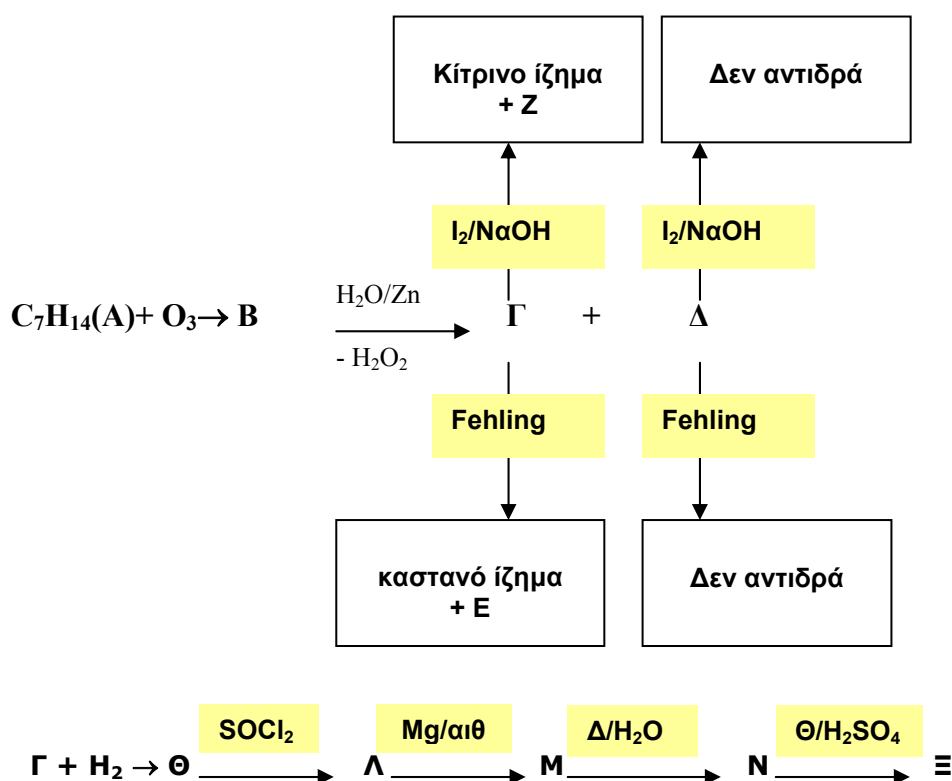 Κίτρινο ίζημα
+ Ζ
Δεν αντιδρά
I₂/NαOH
I₂/NαOH
C₇H₁₄(A)+ O₃→ B
H₂O/Zn
- H₂O₂
Γ + Δ
Fehling
Fehling
καστανό ίζημα
+ Ε
Δεν αντιδρά
Γ + H₂ → Θ
SOCl₂
Λ
Mg/αιθ
Μ
Δ/H₂O
Ν
Θ/H₂SO₄
Ξ